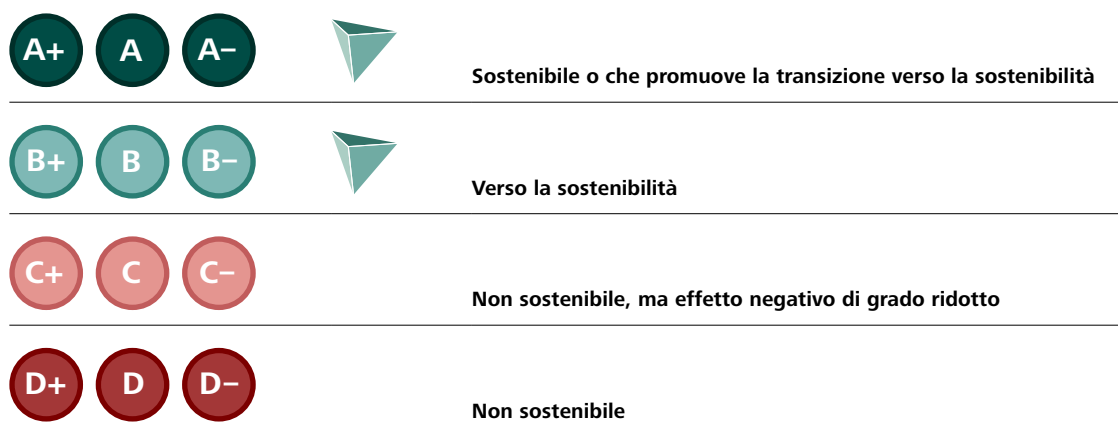 A+ A A− Sostenibile o che promuove la transizione verso la sostenibilità
B+ B B− Verso la sostenibilità
C+ C C− Non sostenibile, ma effetto negativo di grado ridotto
D+ D D− Non sostenibile